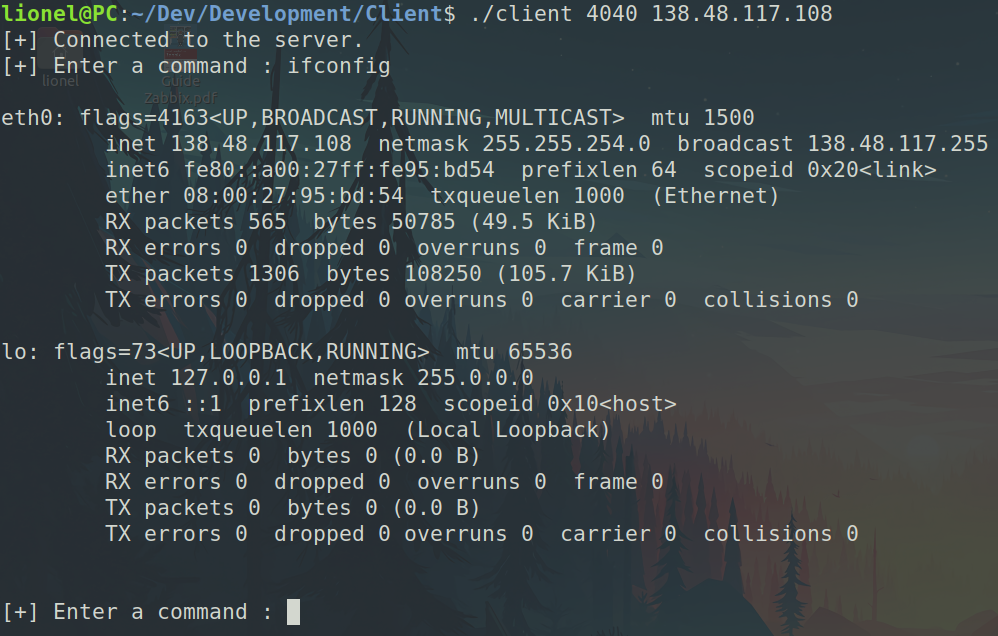 lionel@PC:~/Dev/Development/Client$ ./client 4040 138.48.117.108
[+] Connected to the server.
[+] Enter a command : ifconfig
lionel
Guide
Zabbix.pdf
eth0: flags=4163<UP,BROADCAST,RUNNING,MULTICAST>  mtu 1500
        inet 138.48.117.108  netmask 255.255.254.0  broadcast 138.48.117.255
        inet6 fe80::a00:27ff:fe95:bd54  prefixlen 64  scopeid 0x20<link>
        ether 08:00:27:95:bd:54  txqueuelen 1000  (Ethernet)
        RX packets 565  bytes 50785 (49.5 KiB)
        RX errors 0  dropped 0  overruns 0  frame 0
        TX packets 1306  bytes 108250 (105.7 KiB)
        TX errors 0  dropped 0 overruns 0  carrier 0  collisions 0
lo: flags=73<UP,LOOPBACK,RUNNING>  mtu 65536
        inet 127.0.0.1  netmask 255.0.0.0
        inet6 ::1  prefixlen 128  scopeid 0x10<host>
        loop  txqueuelen 1000  (Local Loopback)
        RX packets 0  bytes 0 (0.0 B)
        RX errors 0  dropped 0  overruns 0  frame 0
        TX packets 0  bytes 0 (0.0 B)
        TX errors 0  dropped 0 overruns 0  carrier 0  collisions 0
[+] Enter a command :